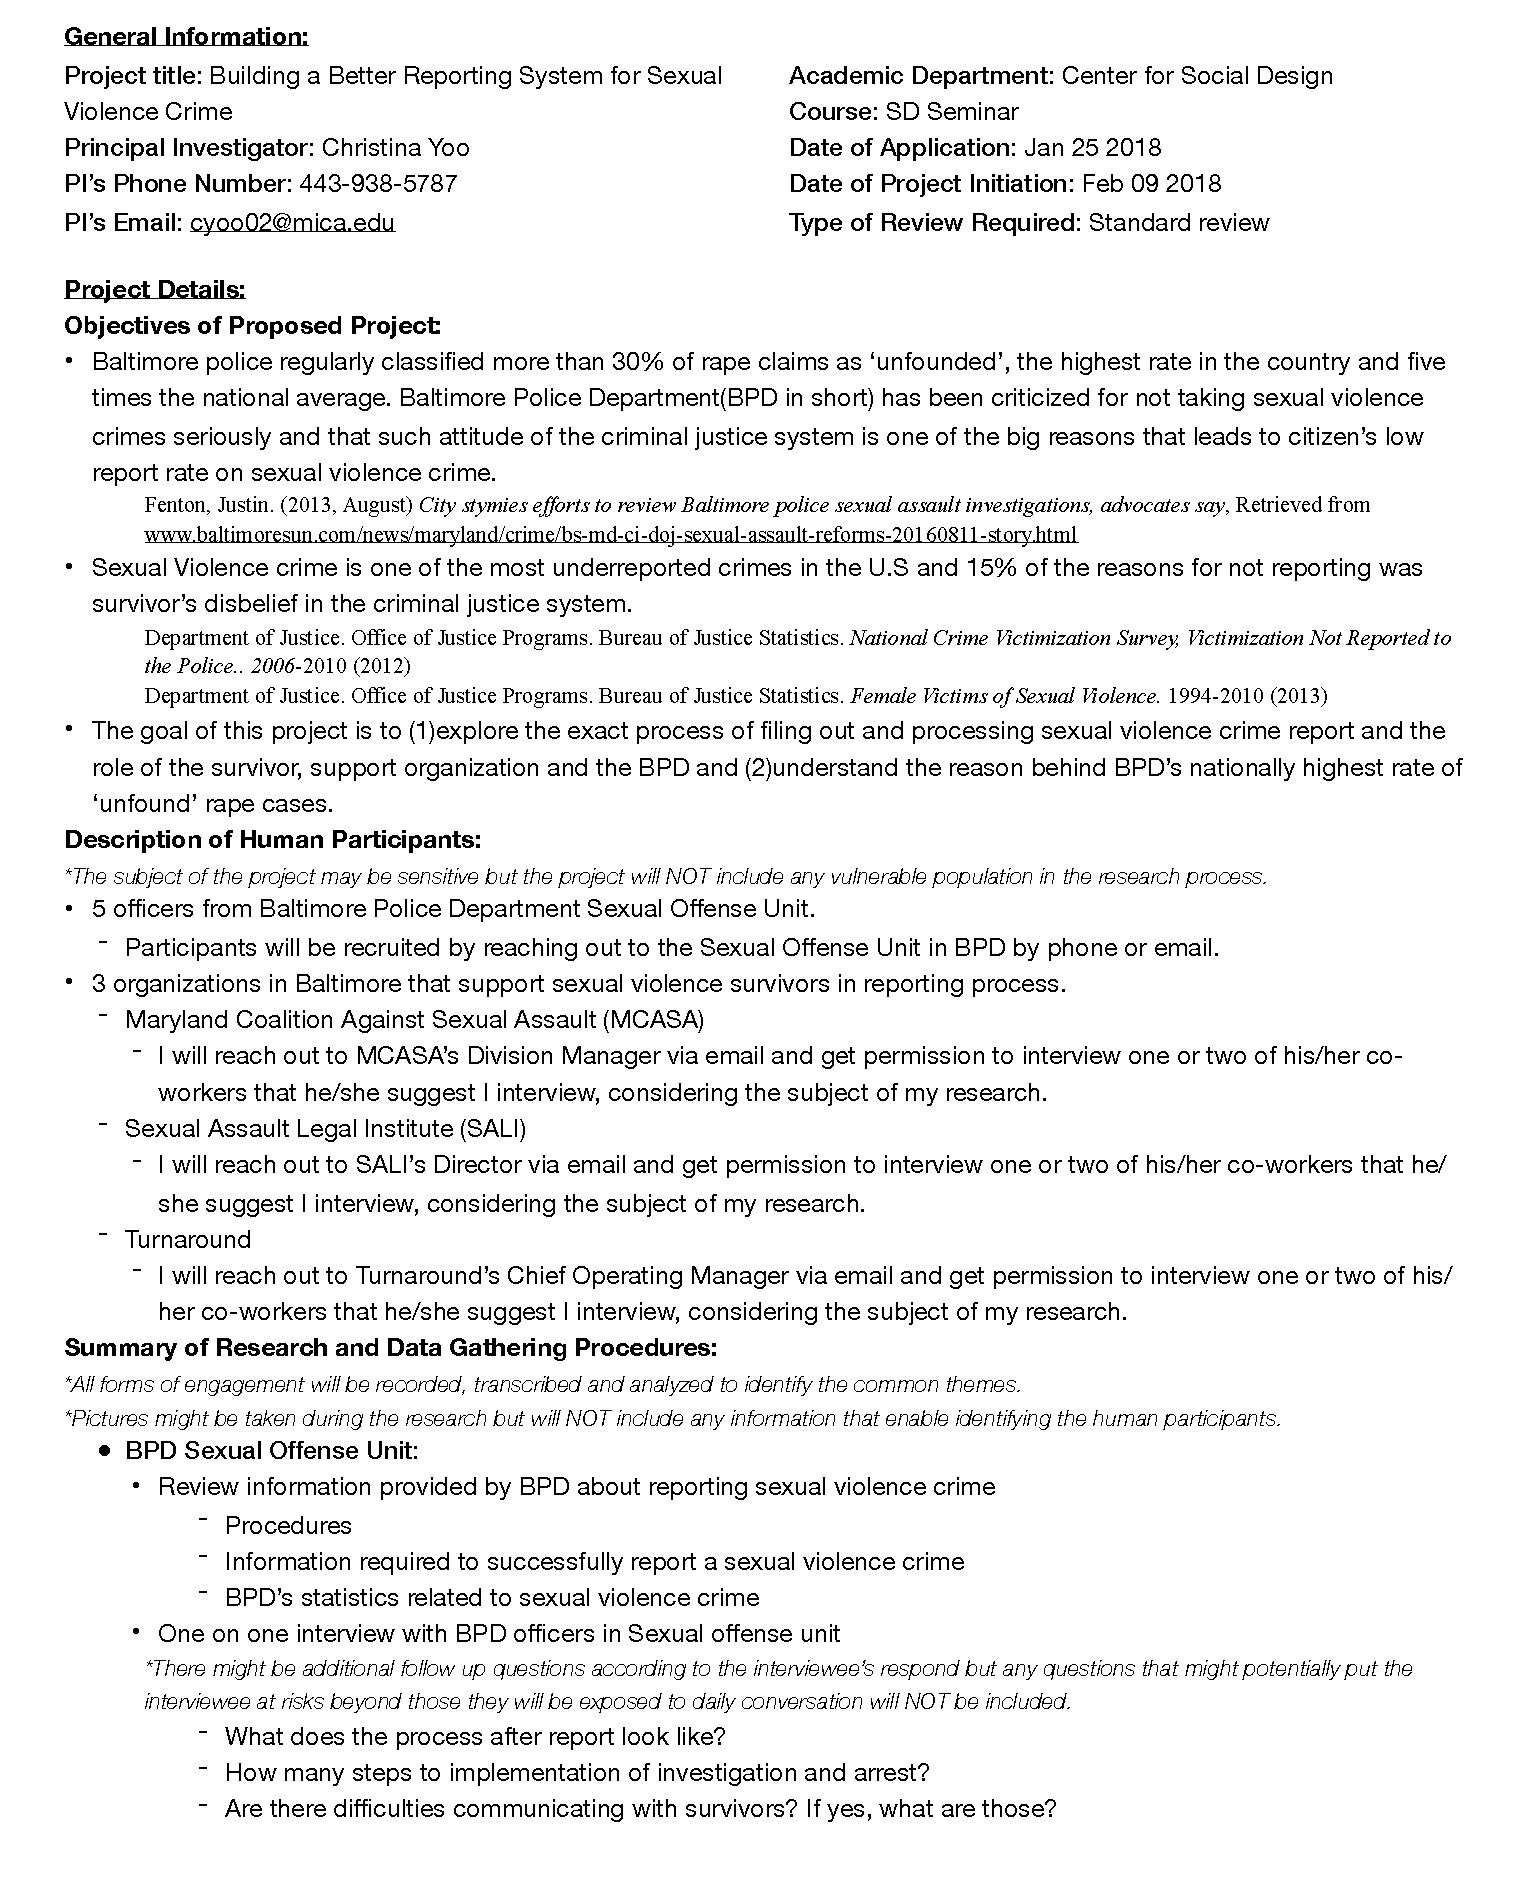 General Information:
Project title: Building a Better Reporting System for Sexual
Violence Crime
Principal Investigator: Christina Yoo
PI’s Phone Number: 443-938-5787
PI’s Email: cyoo02@mica.edu
Academic Department: Center for Social Design
Course: SD Seminar
Date of Application: Jan 25 2018
Date of Project Initiation: Feb 09 2018
Type of Review Required: Standard review
Project Details:
Objectives of Proposed Project:
• Baltimore police regularly classified more than 30% of rape claims as ‘unfounded’, the highest rate in the country and five
times the national average. Baltimore Police Department(BPD in short) has been criticized for not taking sexual violence
crimes seriously and that such attitude of the criminal justice system is one of the big reasons that leads to citizen’s low
report rate on sexual violence crime.
Fenton, Justin. (2013, August) City stymies efforts to review Baltimore police sexual assault investigations, advocates say, Retrieved from
www.baltimoresun.com/news/maryland/crime/bs-md-ci-doj-sexual-assault-reforms-20160811-story.html
• Sexual Violence crime is one of the most underreported crimes in the U.S and 15% of the reasons for not reporting was
survivor’s disbelief in the criminal justice system.
Department of Justice. Office of Justice Programs. Bureau of Justice Statistics. National Crime Victimization Survey, Victimization Not Reported to
the Police.. 2006-2010 (2012)
Department of Justice. Office of Justice Programs. Bureau of Justice Statistics. Female Victims of Sexual Violence. 1994-2010 (2013)
• The goal of this project is to (1)explore the exact process of filing out and processing sexual violence crime report and the
role of the survivor, support organization and the BPD and (2)understand the reason behind BPD’s nationally highest rate of
‘unfound’ rape cases.
Description of Human Participants:
*The subject of the project may be sensitive but the project will NOT include any vulnerable population in the research process.
• 5 officers from Baltimore Police Department Sexual Offense Unit.
- Participants will be recruited by reaching out to the Sexual Offense Unit in BPD by phone or email.
• 3 organizations in Baltimore that support sexual violence survivors in reporting process.
- Maryland Coalition Against Sexual Assault (MCASA)
- I will reach out to MCASA’s Division Manager via email and get permission to interview one or two of his/her co-
workers that he/she suggest I interview, considering the subject of my research.
- Sexual Assault Legal Institute (SALI)
- I will reach out to SALI’s Director via email and get permission to interview one or two of his/her co-workers that he/
she suggest I interview, considering the subject of my research.
- Turnaround
- I will reach out to Turnaround’s Chief Operating Manager via email and get permission to interview one or two of his/
her co-workers that he/she suggest I interview, considering the subject of my research.
Summary of Research and Data Gathering Procedures:
*All forms of engagement will be recorded, transcribed and analyzed to identify the common themes.
*Pictures might be taken during the research but will NOT include any information that enable identifying the human participants.
• BPD Sexual Offense Unit:
• Review information provided by BPD about reporting sexual violence crime
- Procedures
- Information required to successfully report a sexual violence crime
- BPD’s statistics related to sexual violence crime
• One on one interview with BPD officers in Sexual offense unit
*There might be additional follow up questions according to the interviewee’s respond but any questions that might potentially put the
interviewee at risks beyond those they will be exposed to daily conversation will NOT be included.
- What does the process after report look like?
- How many steps to implementation of investigation and arrest?
- Are there difficulties communicating with survivors? If yes, what are those?